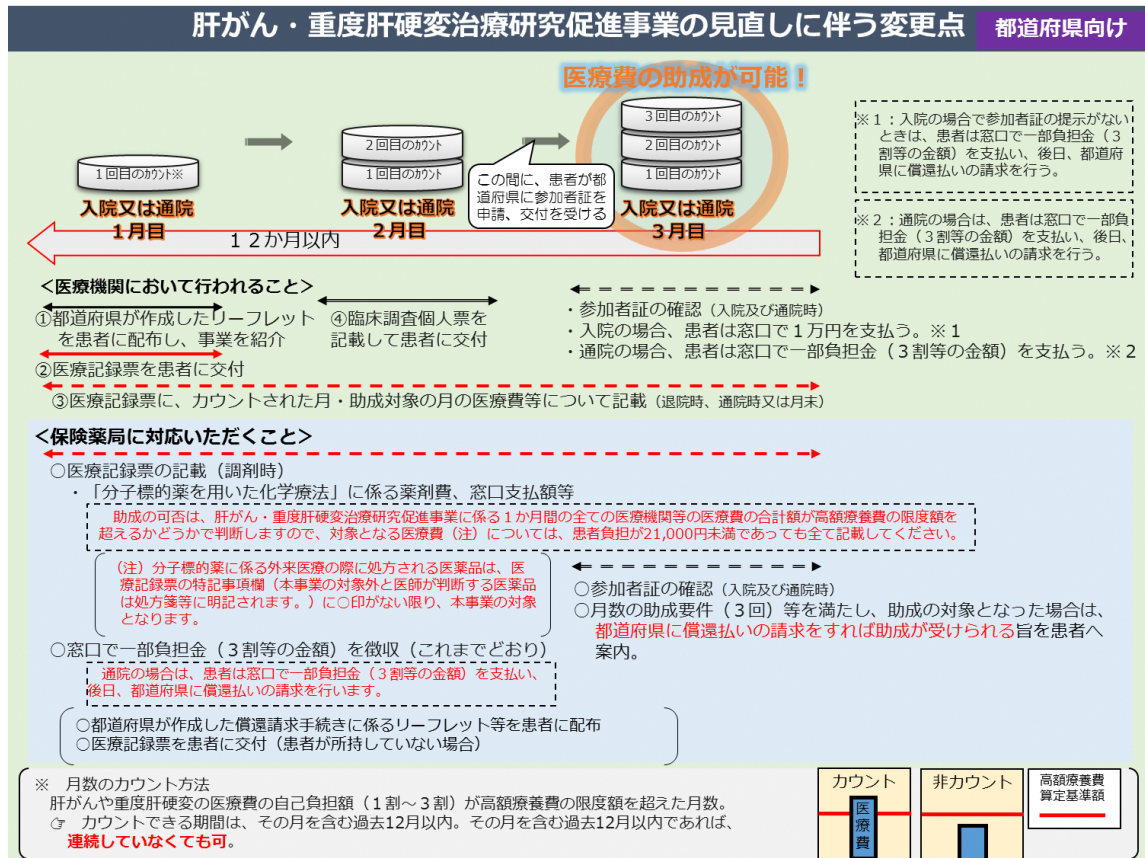 肝がん・重度肝硬変治療研究促進事業の見直しに伴う変更点
都道府県向け
医療費の助成が可能！
1回目のカウント※
入院又は通院
1月目
2回目のカウント
1回目のカウント
入院又は通院
2月目
この間に、患者が都
道府県に参加者証を
申請、交付を受ける
3回目のカウント
2回目のカウント
1回目のカウント
入院又は通院
3月目
※１：入院の場合で参加者証の提示がない
ときは、患者は窓口で一部負担金（３
割等の金額）を支払い、後日、都道府
県に償還払いの請求を行う。
※２：通院の場合は、患者は窓口で一部負
担金（３割等の金額）を支払い、後日、
都道府県に償還払いの請求を行う。
１２か月以内
＜医療機関において行われること＞
①都道府県が作成したリーフレット
を患者に配布し、事業を紹介
②医療記録票を患者に交付
④臨床調査個人票を
記載して患者に交付
・参加者証の確認（入院及び通院時）
・入院の場合、患者は窓口で１万円を支払う。※１
・通院の場合、患者は窓口で一部負担金（３割等の金額）を支払う。※２
③医療記録票に、カウントされた月・助成対象の月の医療費等について記載（退院時、通院時又は月末）
＜保険薬局に対応いただくこと＞
○医療記録票の記載（調剤時）
・「分子標的薬を用いた化学療法」に係る薬剤費、窓口支払額等
助成の可否は、肝がん・重度肝硬変治療研究促進事業に係る１か月間の全ての医療機関等の医療費の合計額が高額療養費の限度額を
超えるかどうかで判断しますので、対象となる医療費（注）については、患者負担が21,000円未満であっても全て記載してください。
（注）分子標的薬に係る外来医療の際に処方される医薬品は、医
療記録票の特記事項欄（本事業の対象外と医師が判断する医薬品
は処方箋等に明記されます。）に○印がない限り、本事業の対象
となります。
○窓口で一部負担金（３割等の金額）を徴収（これまでどおり）
通院の場合は、患者は窓口で一部負担金（３割等の金額）を支払い、
後日、都道府県に償還払いの請求を行います。
○参加者証の確認（入院及び通院時）
○月数の助成要件（３回）等を満たし、助成の対象となった場合は、
都道府県に償還払いの請求をすれば助成が受けられる旨を患者へ
案内。
○都道府県が作成した償還請求手続きに係るリーフレット等を患者に配布
○医療記録票を患者に交付（患者が所持していない場合）
※　月数のカウント方法
肝がんや重度肝硬変の医療費の自己負担額（１割～３割）が高額療養費の限度額を超えた月数。
☞　カウントできる期間は、その月を含む過去12月以内。その月を含む過去12月以内であれば、
連続していなくても可。
カウント
医療費
非カウント
高額療養費
算定基準額